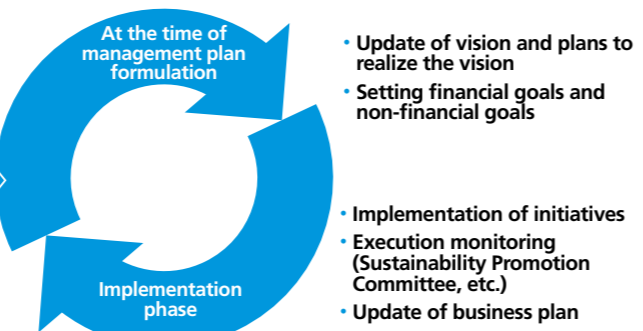 At the time of
management plan
formulation
• Update of vision and plans to
realize the vision
• Setting financial goals and
non-financial goals
Implementation
phase
• Implementation of initiatives
• Execution monitoring
(Sustainability Promotion
Committee, etc.)
• Update of business plan